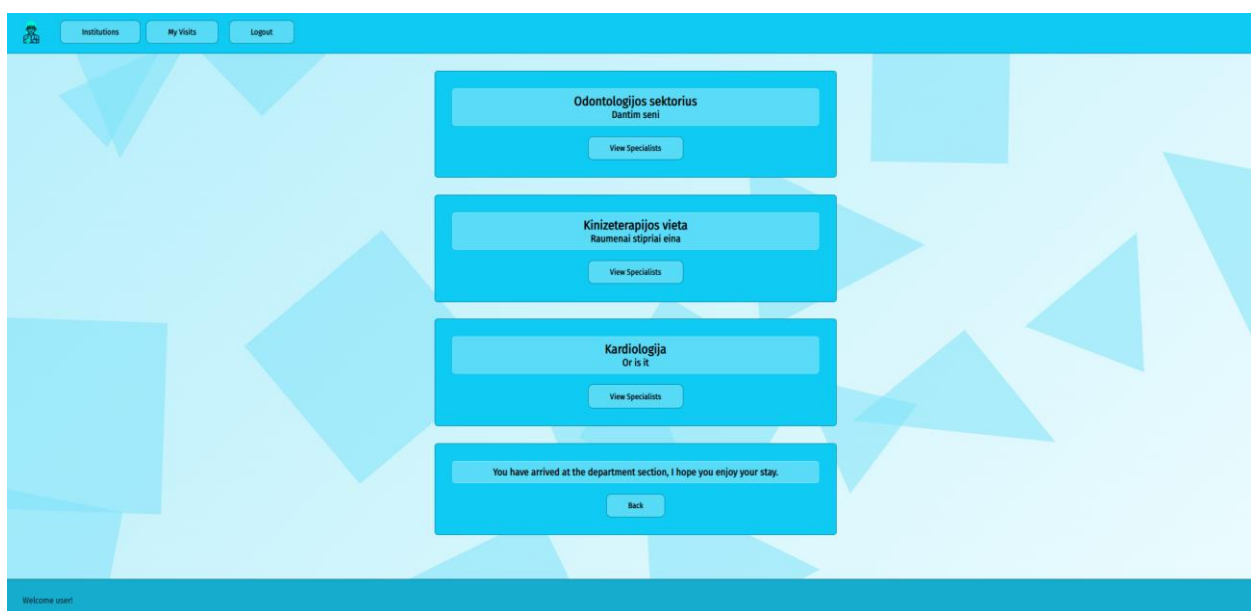 Institutions
My Visits
Logout
Odontologijos sektorius
Dantim seni
View Specialists
Kinizeterapijos vieta
Raumenai stipriai eina
View Specialists
Kardiologija
Or is it
View Specialists
You have arrived at the department section, I hope you enjoy your stay.
Back
Welcome user!